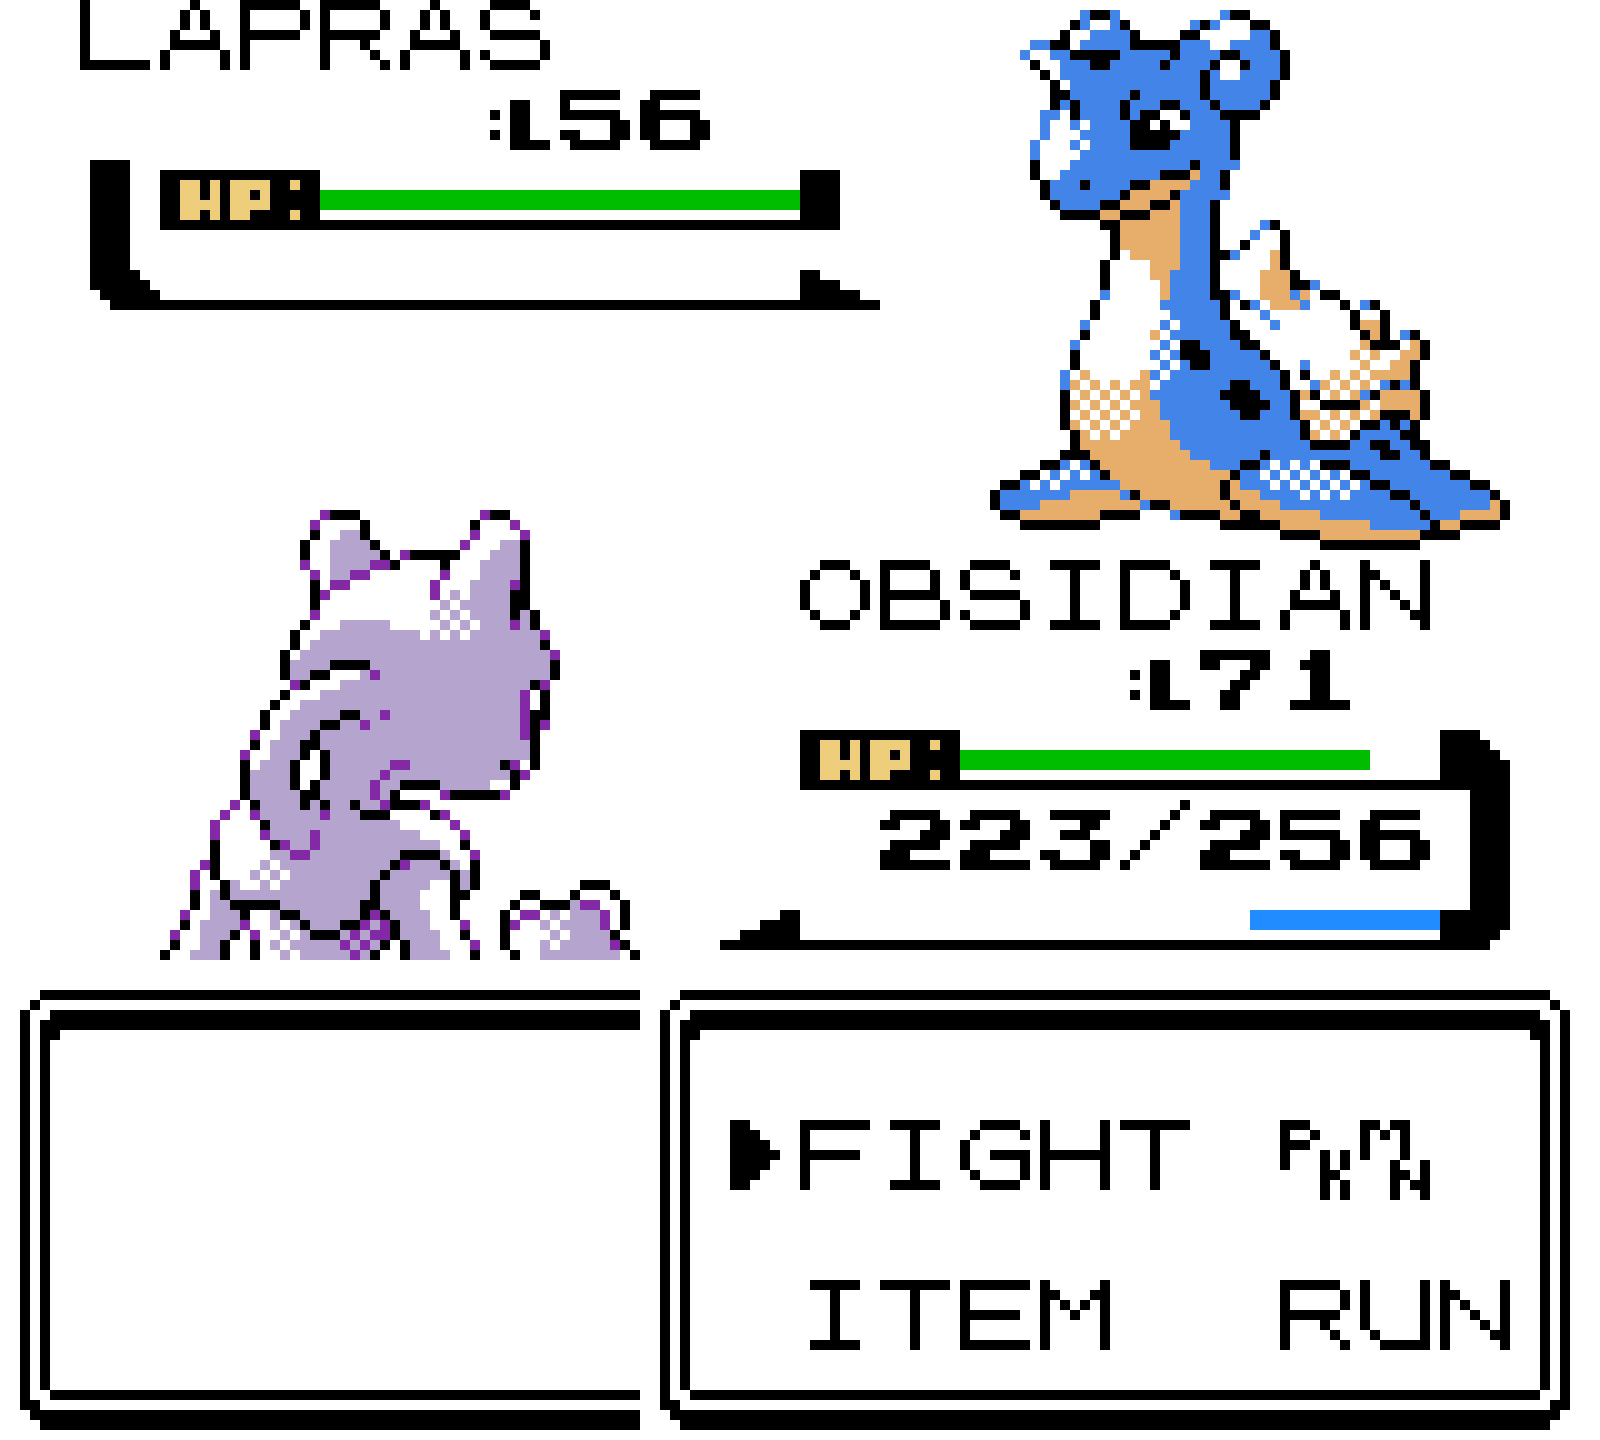 LAPRAS
:L56
HP:
OBSIDIAN
:L71
HP:
223/256
▶FIGHT PKMN
ITEM RUN